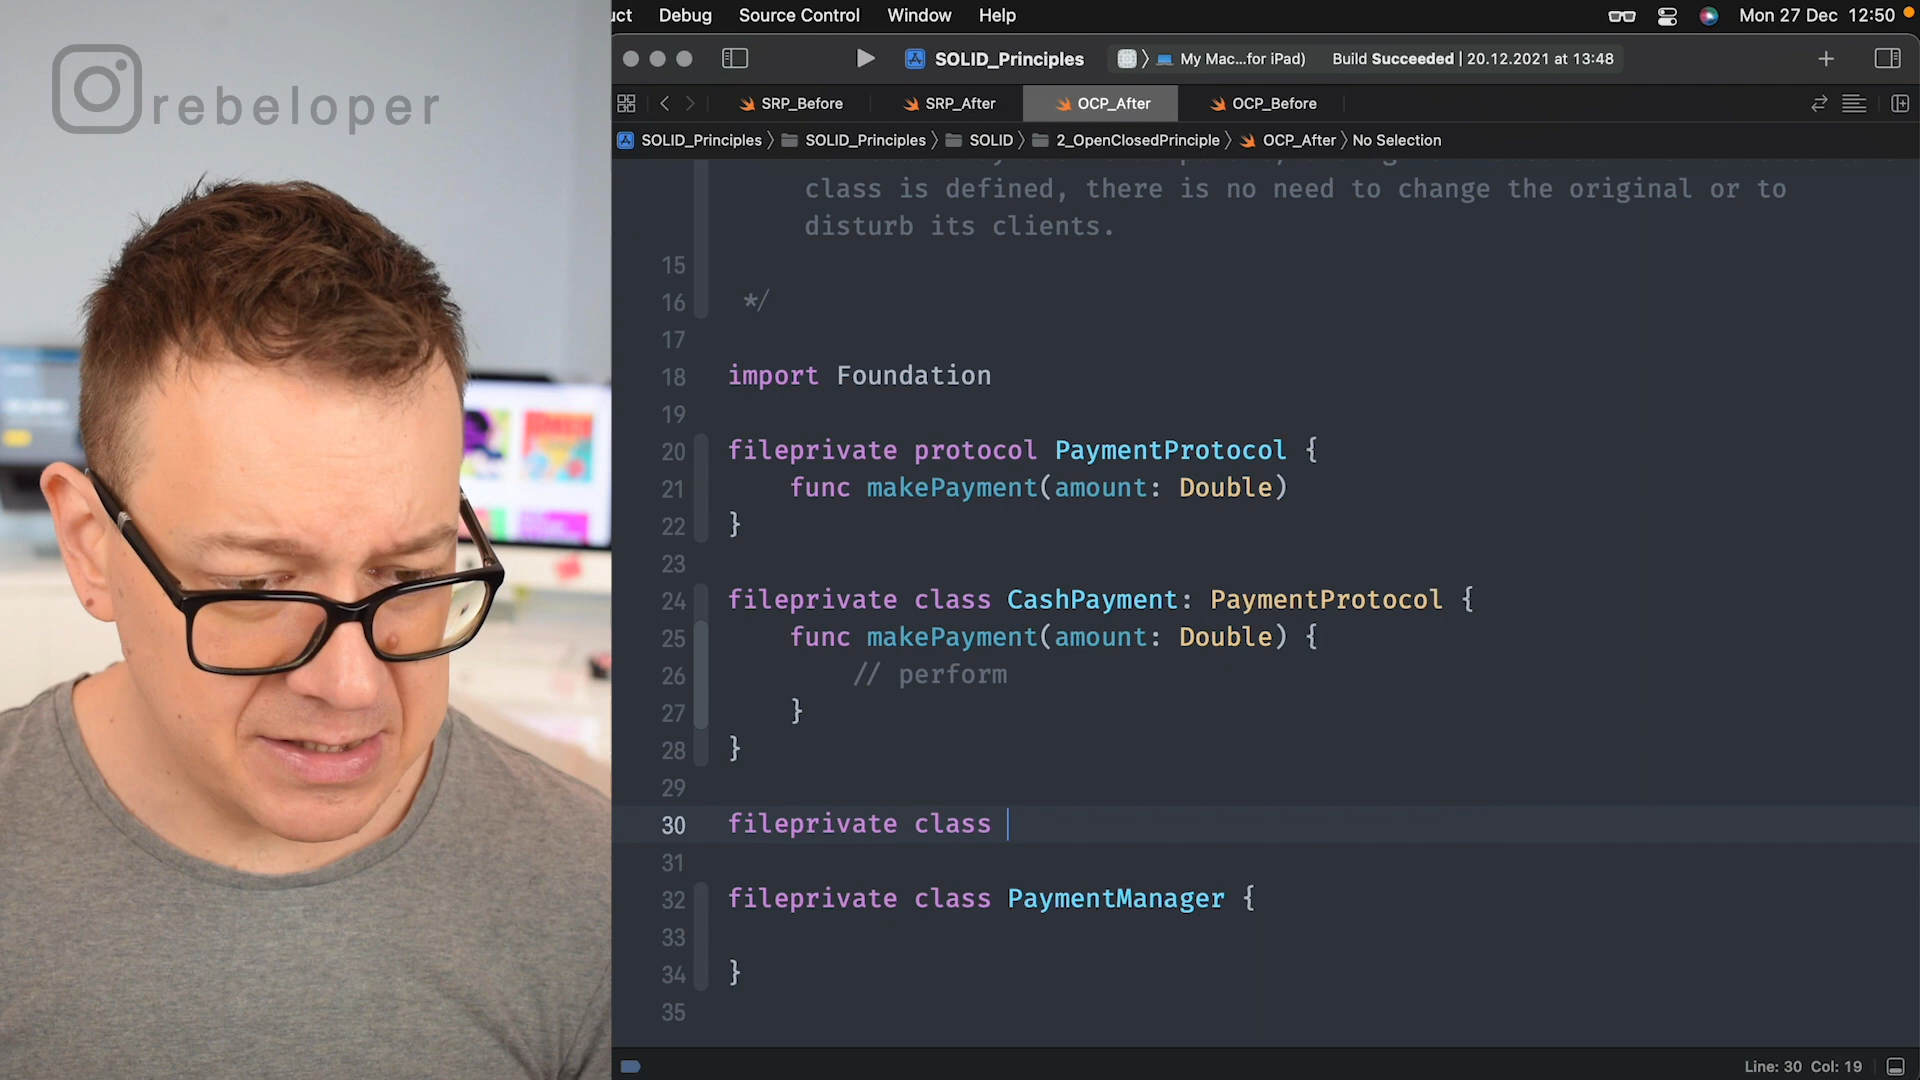 rebeloper
uct Debug Source Control Window Help Mon 27 Dec 12:50
SOLID_Principles My Mac...for iPad) Build Succeeded | 20.12.2021 at 13:48
SRP_Before SRP_After OCP_After OCP_Before
SOLID_Principles SOLID_Principles SOLID 2_OpenClosedPrinciple OCP_After No Selection
class is defined, there is no need to change the original or to
disturb its clients.
15
16 */
17
18 import Foundation
19
20 fileprivate protocol PaymentProtocol {
21 func makePayment(amount: Double)
22 }
23
24 fileprivate class CashPayment: PaymentProtocol {
25 func makePayment(amount: Double) {
26 // perform
27 }
28 }
29
30 fileprivate class
31
32 fileprivate class PaymentManager {
33
34 }
35
Line: 30 Col: 19